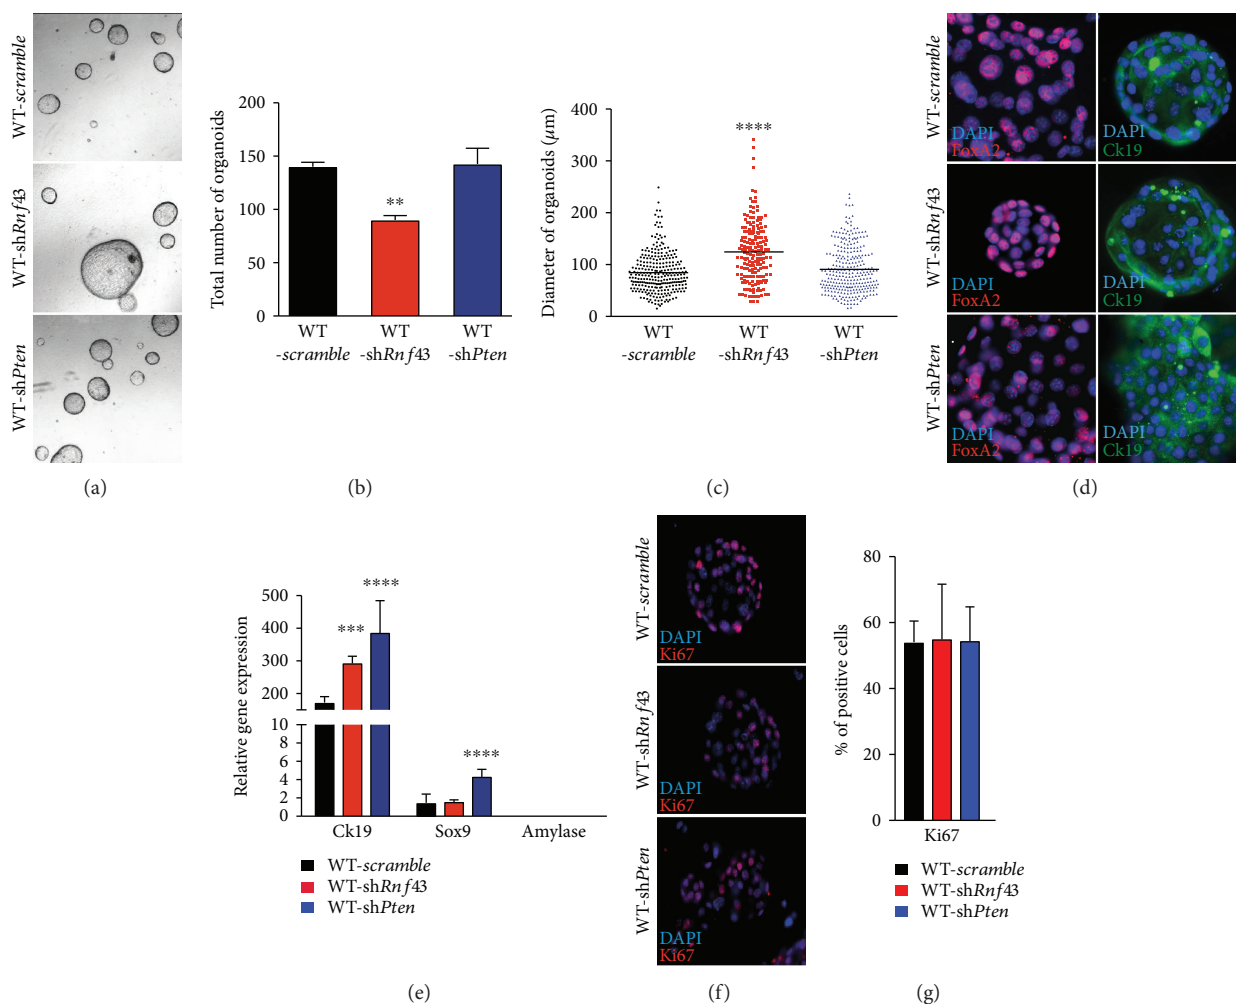 WT-scramble
WT-shRnf43
WT-shPten
(a)
Total number of organoids
200
150
100
50
0
**
WT
-scramble
WT
-shRnf43
WT
-shPten
(b)
Diameter of organoids (μm)
400
300
200
100
0
****
WT
-scramble
WT
-shRnf43
WT
-shPten
(c)
WT-scramble
DAPI
FoxA2
DAPI
Ck19
WT-shRnf43
DAPI
FoxA2
DAPI
Ck19
WT-shPten
DAPI
FoxA2
DAPI
Ck19
(d)
Relative gene expression
500
400
300
200
10
8
6
4
2
0
***
****
****
Ck19
Sox9
Amylase
WT-scramble
WT-shRnf43
WT-shPten
(e)
WT-scramble
DAPI
Ki67
WT-shRnf43
DAPI
Ki67
WT-shPten
DAPI
Ki67
(f)
% of positive cells
80
60
40
20
0
Ki67
WT-scramble
WT-shRnf43
WT-shPten
(g)